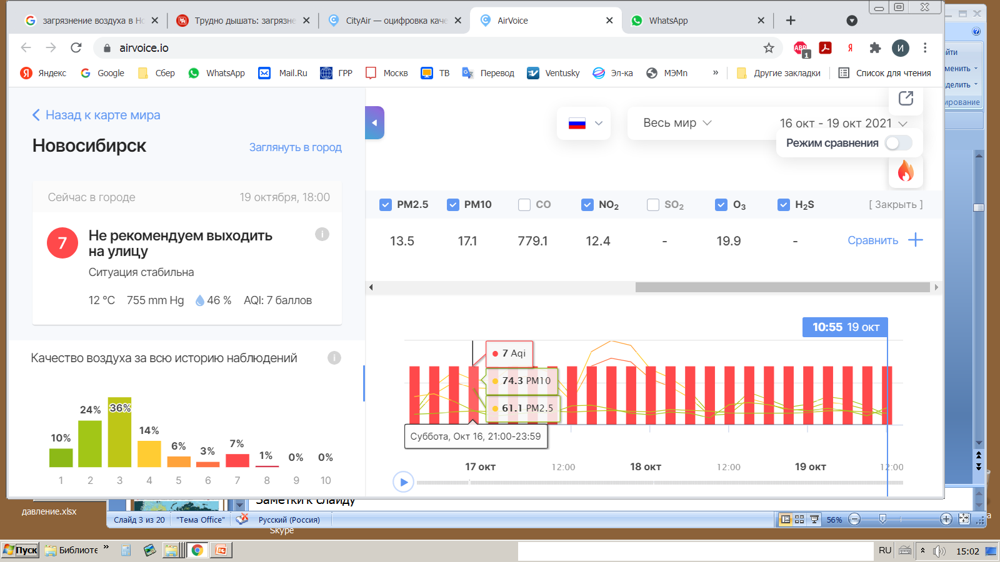 загрязнение воздуха в Но
Трудно дышать: загрязне
CityAir — оцифровка каче
AirVoice
WhatsApp
airvoice.io
ABP
1
Я
И
Яндекс
Google
Сбер
WhatsApp
Mail.Ru
ГРР
Москв
ТВ
Перевод
Ventusky
Эл-ка
МЭМп
»
Другие закладки
Список для чтения
Назад к карте мира
Новосибирск
Заглянуть в город
Сейчас в городе
19 октября, 18:00
7
Не рекомендуем выходить
на улицу
Ситуация стабильна
12 °C
755 mm Hg
46 %
AQI: 7 баллов
Качество воздуха за всю историю наблюдений
10%
24%
36%
14%
6%
3%
7%
1%
0%
0%
1
2
3
4
5
6
7
8
9
10
Весь мир
16 окт - 19 окт 2021
Режим сравнения
PM2.5
PM10
CO
NO₂
SO₂
O₃
H₂S
[ Закрыть ]
13.5
17.1
779.1
12.4
-
19.9
-
Сравнить
10:55 19 окт
7 Aqi
74.3 PM10
61.1 PM2.5
Суббота, Окт 16, 21:00-23:59
17 окт
12:00
18 окт
12:00
19 окт
12:00
давление.xlsx
Заметки к слайду
Слайд 3 из 20
"Тема Office"
Русский (Россия)
56%
Skype
Пуск
Библиоте
»
RU
15:02